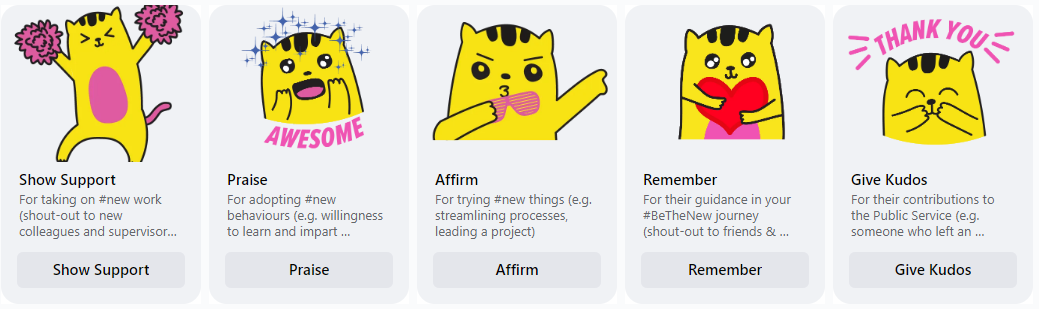 Show Support
For taking on #new work
(shout-out to new
colleagues and supervisor...
Show Support
AWESOME
Praise
For adopting #new
behaviours (e.g. willingness
to learn and impart ...
Praise
Affirm
For trying #new things (e.g.
streamlining processes,
leading a project)
Affirm
Remember
For their guidance in your
#BeTheNew journey
(shout-out to friends & ...
Remember
THANK YOU
Give Kudos
For their contributions to
the Public Service (e.g.
someone who left an ...
Give Kudos